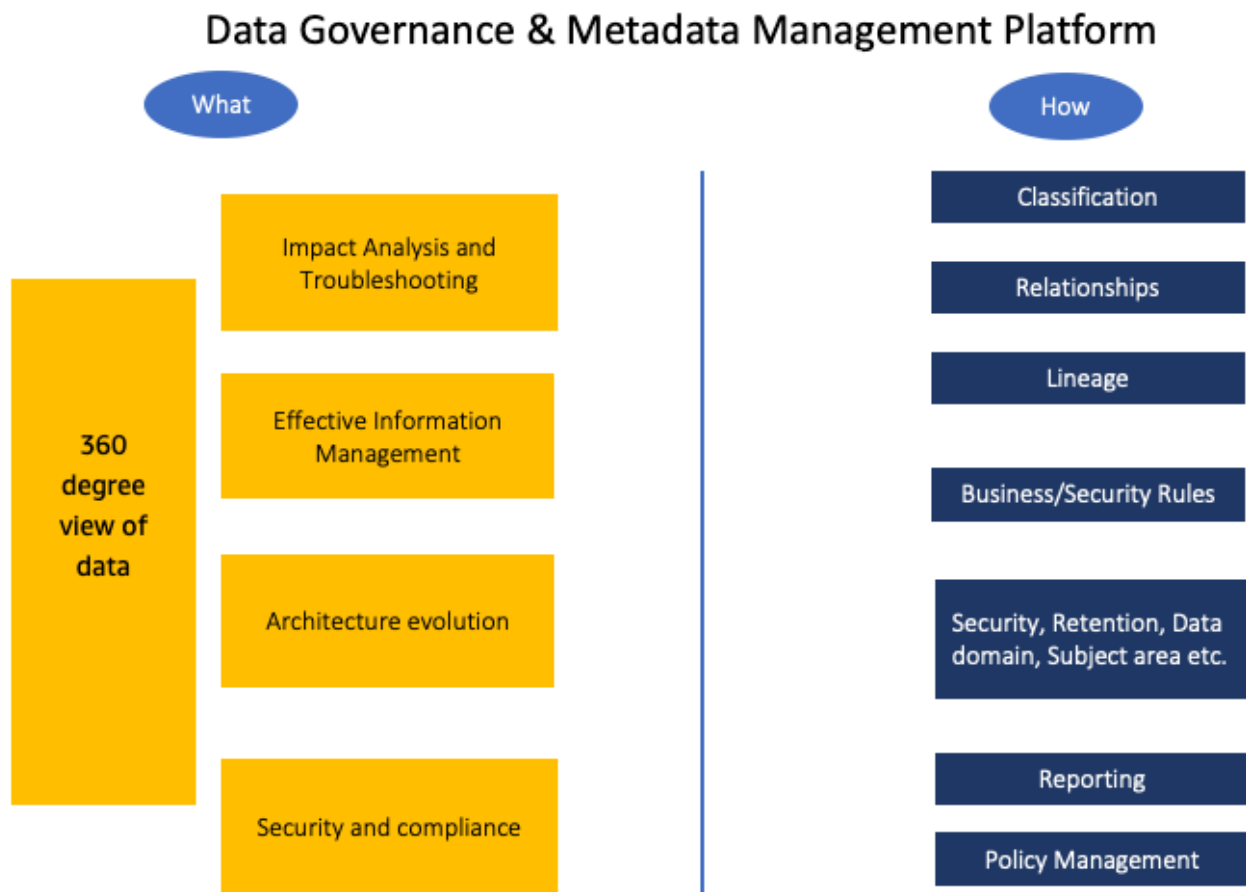 Data Governance & Metadata Management Platform
What
How
360
degree
view of
data
Impact Analysis and
Troubleshooting
Effective Information
Management
Architecture evolution
Security and compliance
Classification
Relationships
Lineage
Business/Security Rules
Security, Retention, Data
domain, Subject area etc.
Reporting
Policy Management